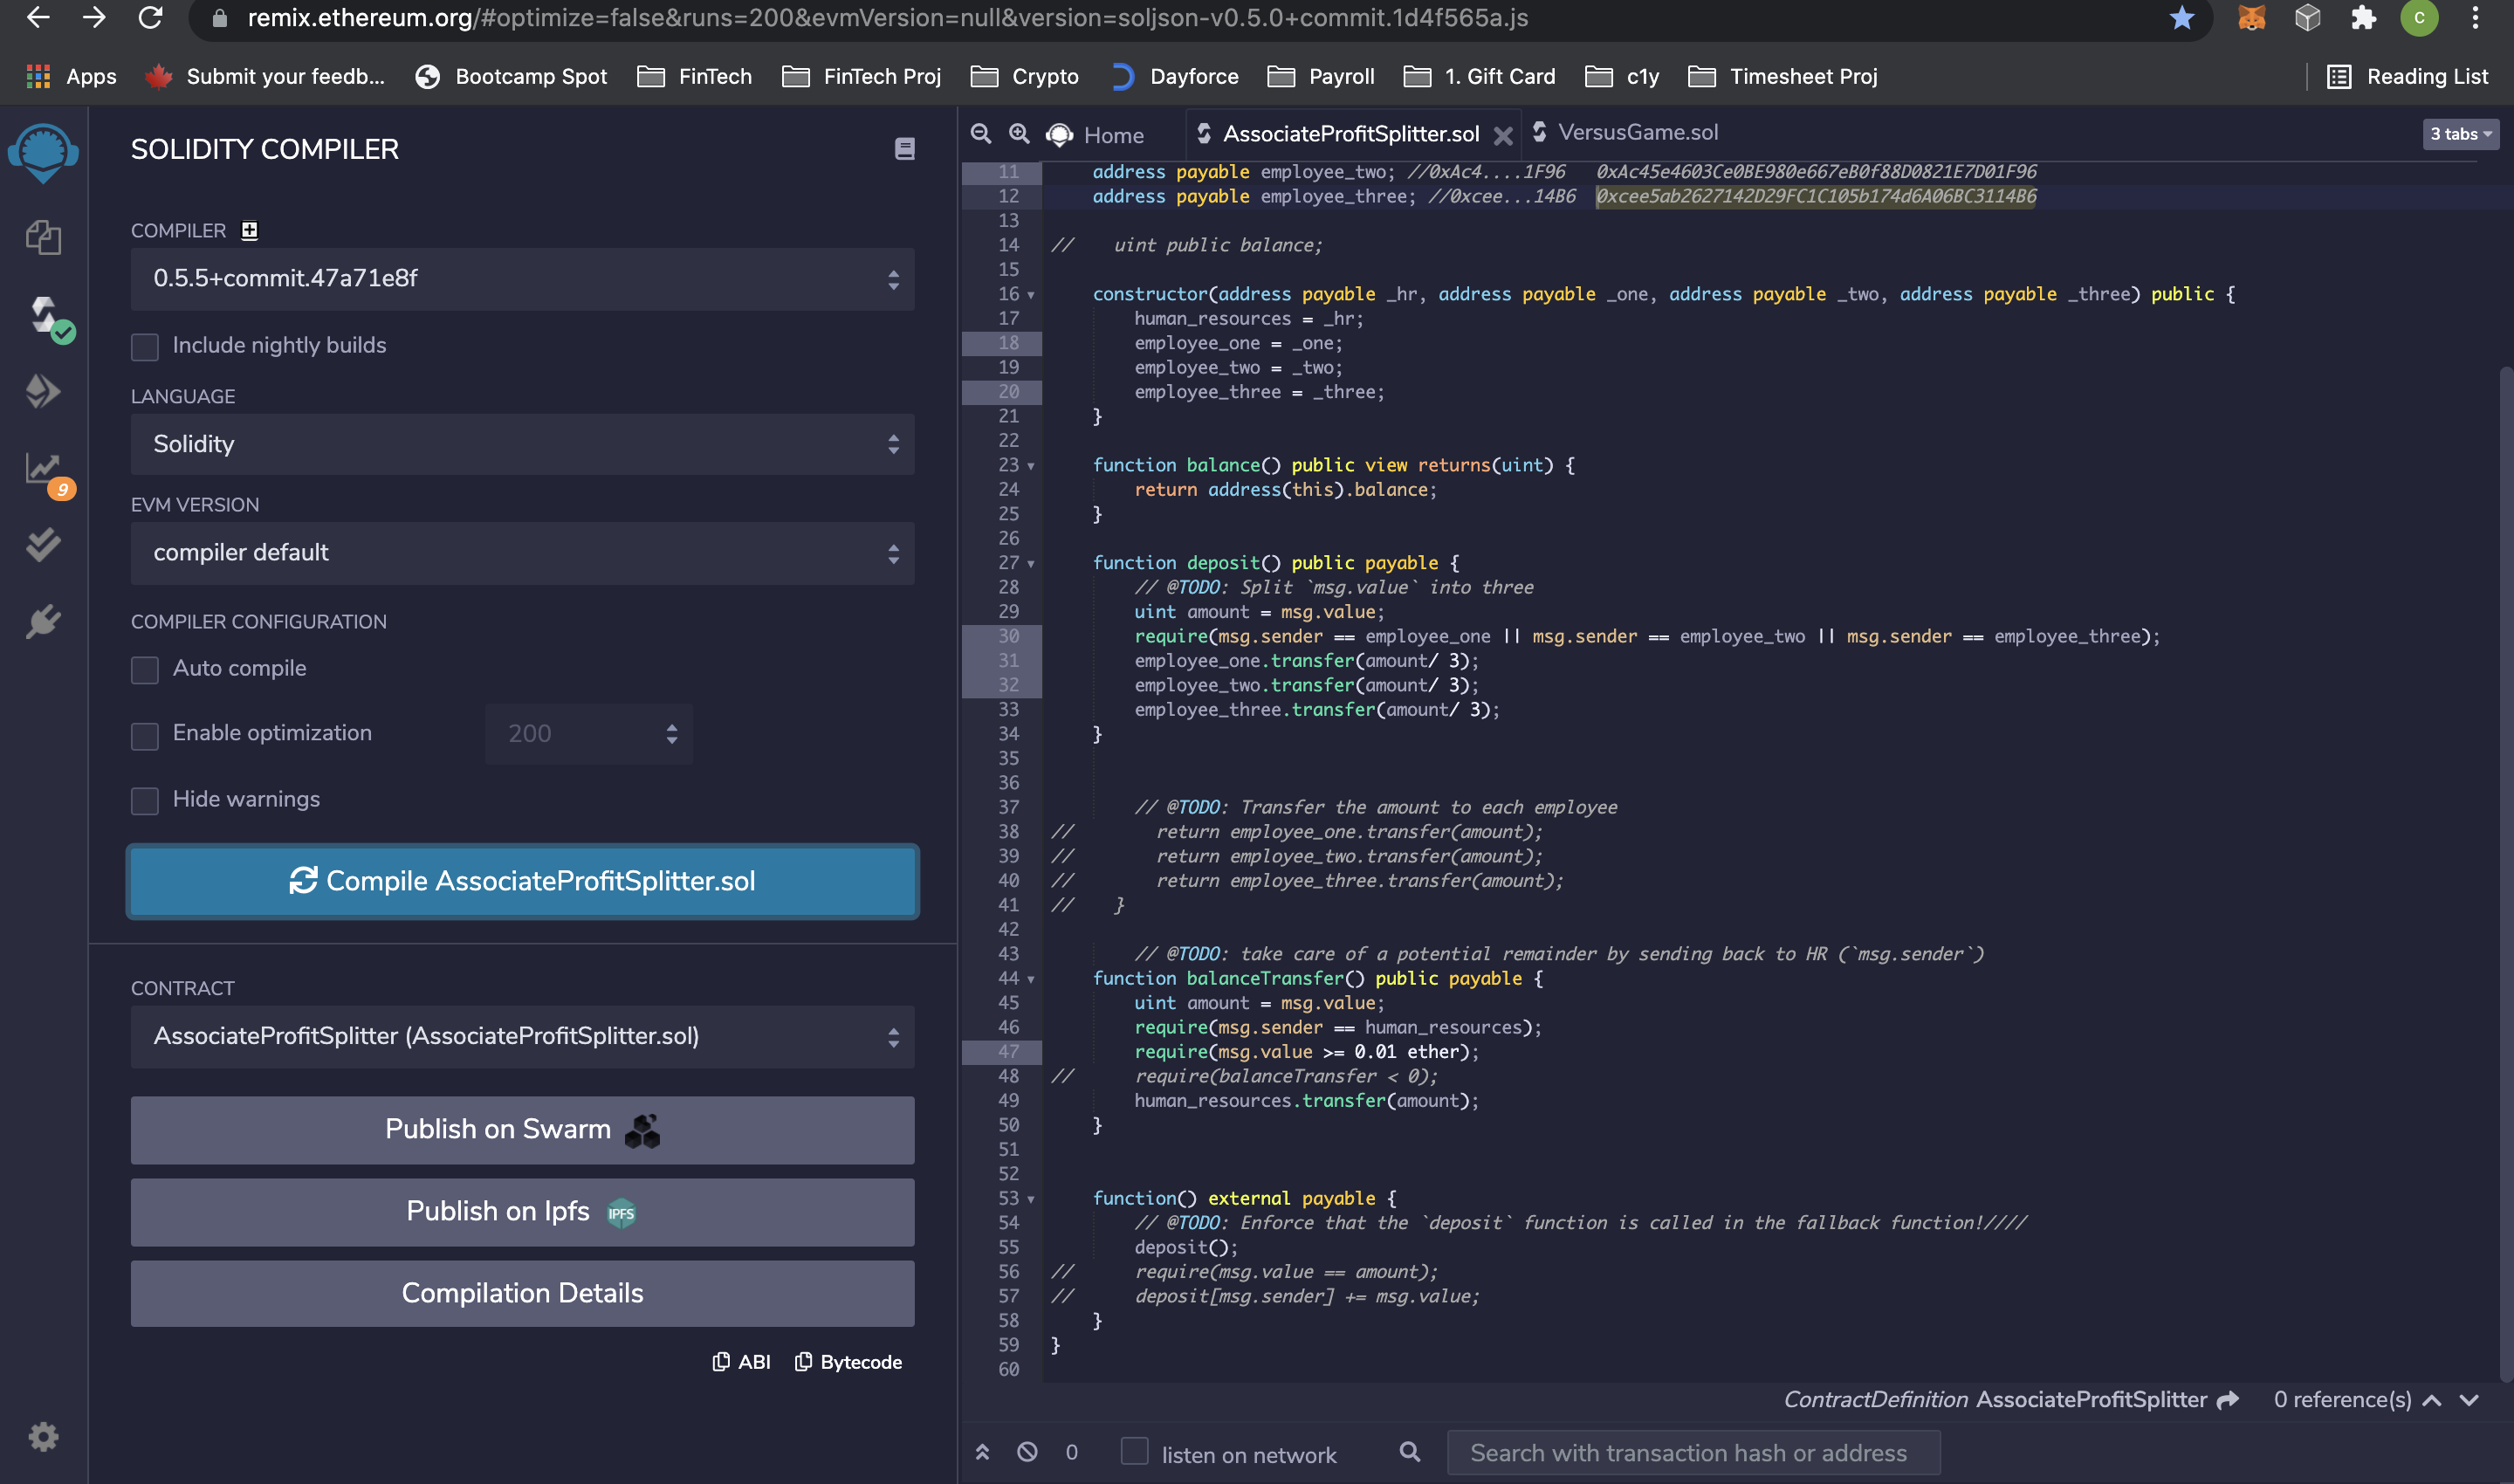 remix.ethereum.org/#optimize=false&runs=200&evmVersion=null&version=soljson-v0.5.0+commit.1d4f565a.js
C
Apps
Submit your feedb...
Bootcamp Spot
FinTech
FinTech Proj
Crypto
Dayforce
Payroll
1. Gift Card
c1y
Timesheet Proj
Reading List
SOLIDITY COMPILER
COMPILER
0.5.5+commit.47a71e8f
Include nightly builds
LANGUAGE
Solidity
EVM VERSION
compiler default
9
COMPILER CONFIGURATION
Auto compile
Enable optimization
200
Hide warnings
Compile AssociateProfitSplitter.sol
CONTRACT
AssociateProfitSplitter (AssociateProfitSplitter.sol)
Publish on Swarm
Publish on Ipfs IPFS
Compilation Details
ABI
Bytecode
Home
AssociateProfitSplitter.sol
VersusGame.sol
3 tabs
11 address payable employee_two; //0xAc4....1F96 0xAc45e4603Ce0BE980e667eB0f88D0821E7D01F96
12 address payable employee_three; //0xcee...14B6 0xcee5ab2627142D29FC1C105b174d6A06BC3114B6
13
14 // uint public balance;
15
16 constructor(address payable _hr, address payable _one, address payable _two, address payable _three) public {
17 human_resources = _hr;
18 employee_one = _one;
19 employee_two = _two;
20 employee_three = _three;
21 }
22
23 function balance() public view returns(uint) {
24 return address(this).balance;
25 }
26
27 function deposit() public payable {
28 // @TODO: Split `msg.value` into three
29 uint amount = msg.value;
30 require(msg.sender == employee_one || msg.sender == employee_two || msg.sender == employee_three);
31 employee_one.transfer(amount/ 3);
32 employee_two.transfer(amount/ 3);
33 employee_three.transfer(amount/ 3);
34 }
35
36
37 // @TODO: Transfer the amount to each employee
38 // return employee_one.transfer(amount);
39 // return employee_two.transfer(amount);
40 // return employee_three.transfer(amount);
41 // }
42
43 // @TODO: take care of a potential remainder by sending back to HR (`msg.sender`)
44 function balanceTransfer() public payable {
45 uint amount = msg.value;
46 require(msg.sender == human_resources);
47 require(msg.value >= 0.01 ether);
48 // require(balanceTransfer < 0);
49 human_resources.transfer(amount);
50 }
51
52
53 function() external payable {
54 // @TODO: Enforce that the `deposit` function is called in the fallback function!////
55 deposit();
56 // require(msg.value == amount);
57 // deposit[msg.sender] += msg.value;
58 }
59 }
60
ContractDefinition AssociateProfitSplitter
0 reference(s)
0
listen on network
Search with transaction hash or address